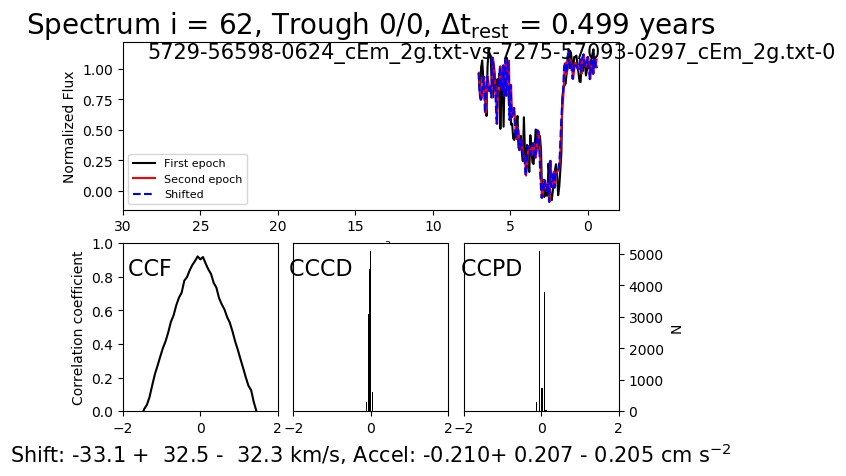 Spectrum i = 62, Trough 0/0, Δt_rest = 0.499 years
5729-56598-0624_cEm_2g.txt-vs-7275-57093-0297_cEm_2g.txt-0
Normalized Flux
1.00
0.75
0.50
0.25
0.00
First epoch
Second epoch
Shifted
30 25 20 15 10 5 0
Correlation coefficient
1.0
0.8
0.6
0.4
0.2
0.0
CCF
CCCD
CCPD
5000
4000
3000
2000
1000
0
N
−2 0 2
−2 0 2
−2 0 2
Shift: -33.1 + 32.5 - 32.3 km/s, Accel: -0.210+ 0.207 - 0.205 cm s⁻²